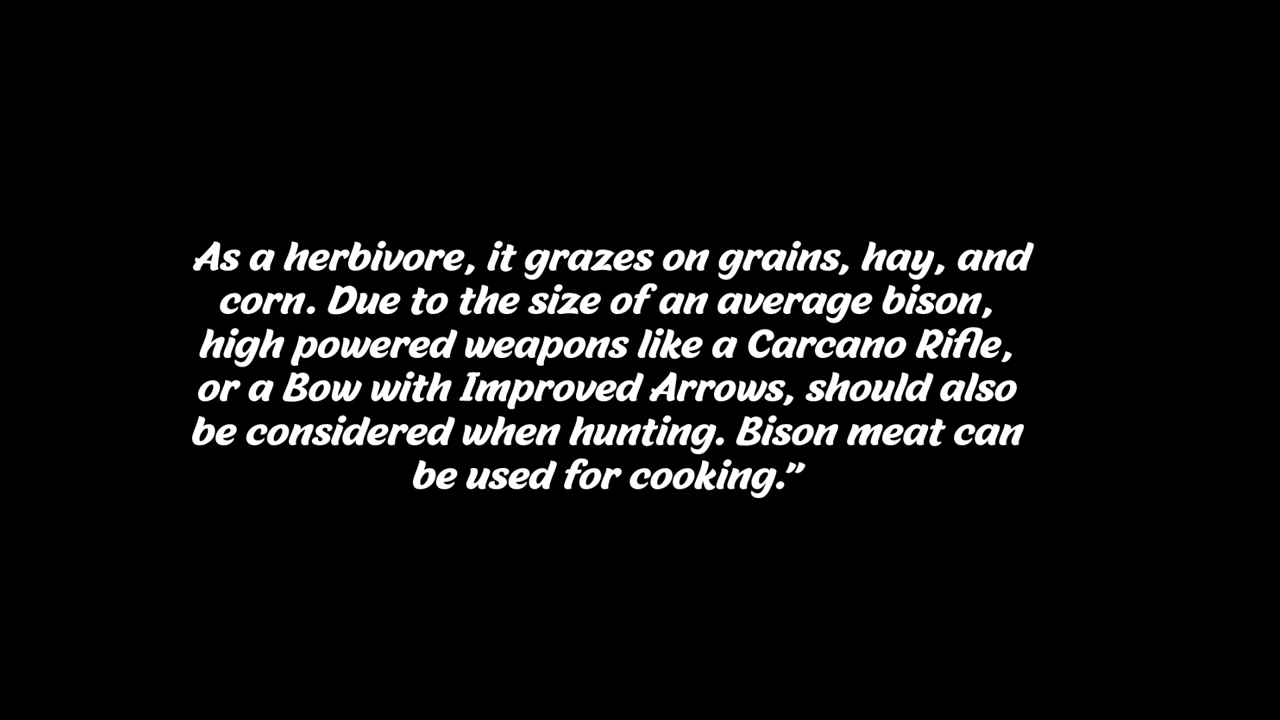 As a herbivore, it grazes on grains, hay, and
corn. Due to the size of an average bison,
high powered weapons like a Carcano Rifle,
or a Bow with Improved Arrows, should also
be considered when hunting. Bison meat can
be used for cooking.”